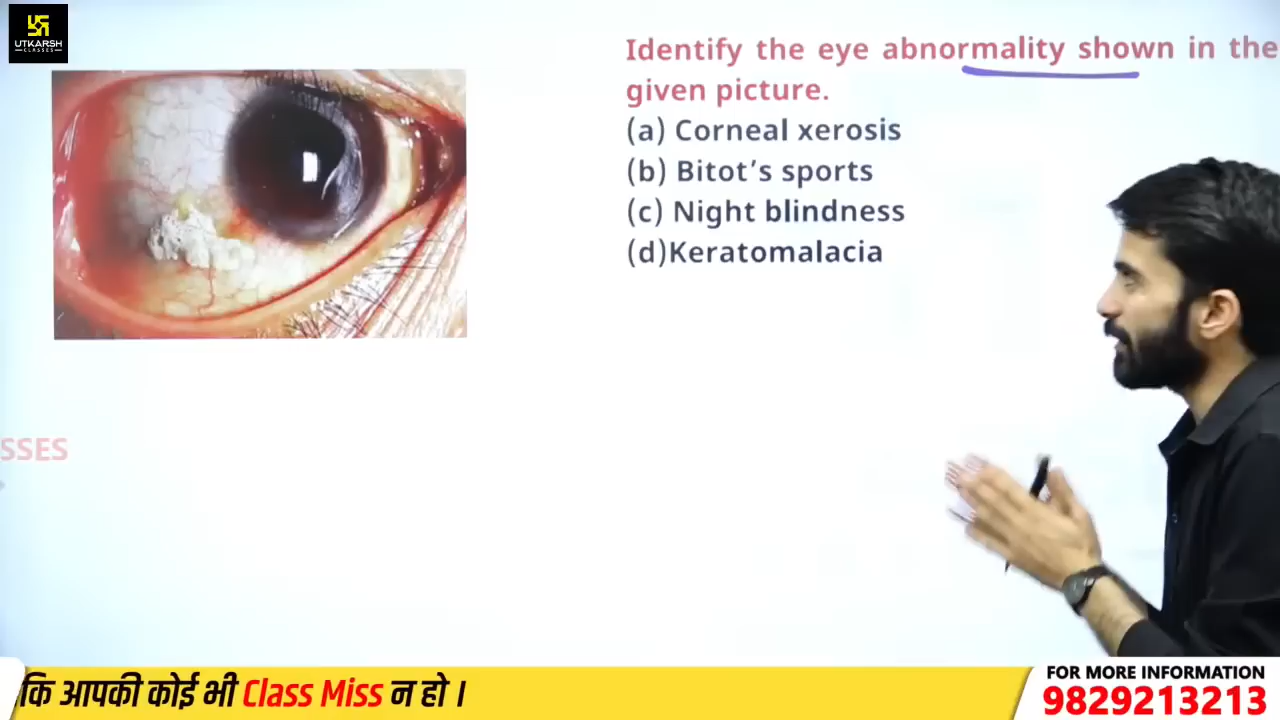 UTKARSH
CLASSES
Identify the eye abnormality shown in the
given picture.
(a) Corneal xerosis
(b) Bitot’s sports
(c) Night blindness
(d)Keratomalacia
SSES
कि आपकी कोई भी Class Miss न हो ।
FOR MORE INFORMATION
9829213213